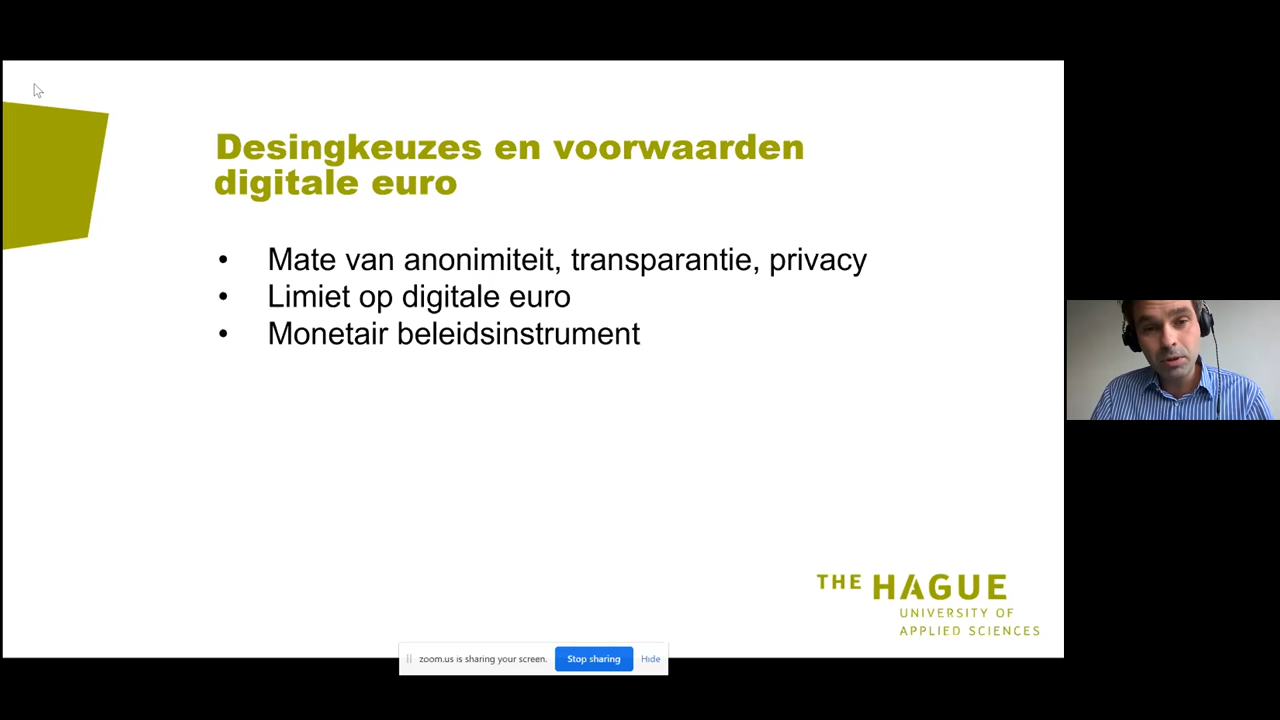 Desingkeuzes en voorwaarden
digitale euro
• Mate van anonimiteit, transparantie, privacy
• Limiet op digitale euro
• Monetair beleidsinstrument
THE HAGUE
UNIVERSITY OF
APPLIED SCIENCES
zoom.us is sharing your screen. Stop sharing Hide